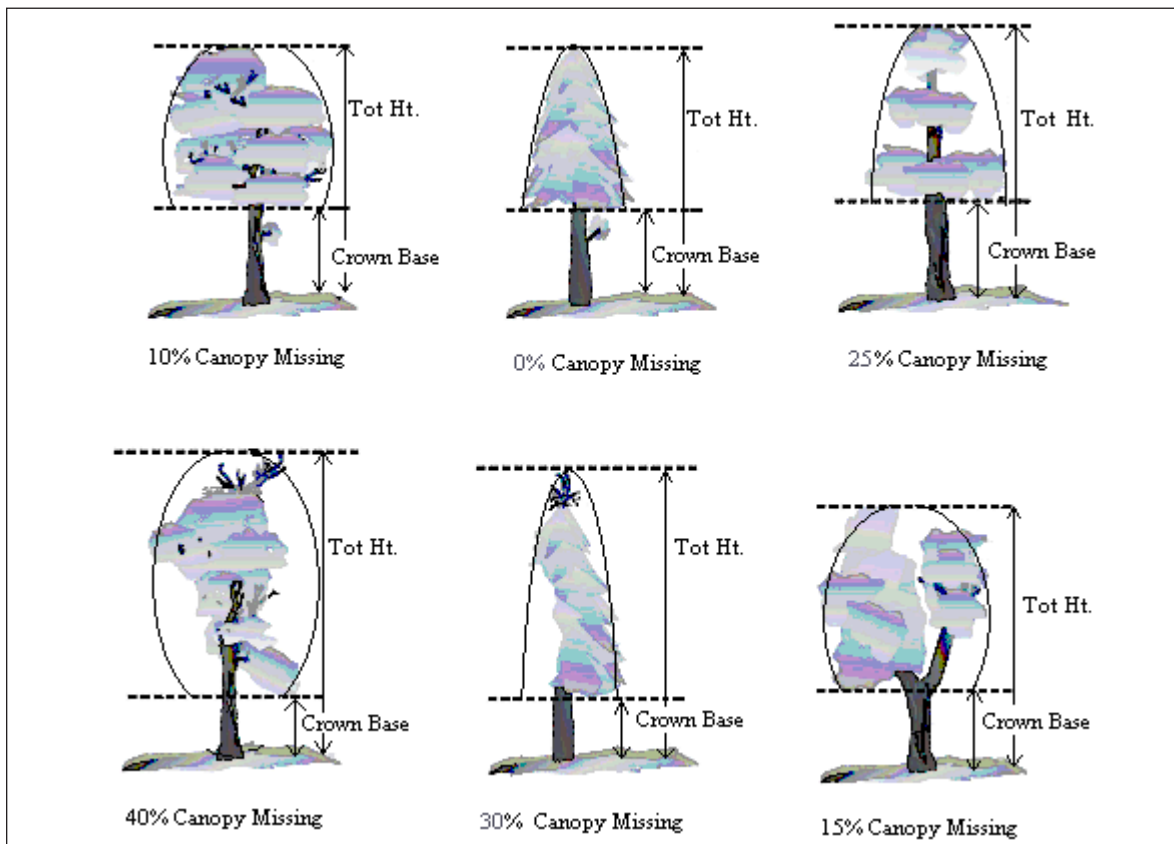 Tot Ht.
Crown Base
10% Canopy Missing
Tot Ht.
Crown Base
0% Canopy Missing
Tot Ht.
Crown Base
25% Canopy Missing
Tot Ht.
Crown Base
40% Canopy Missing
Tot Ht.
Crown Base
30% Canopy Missing
Tot Ht.
Crown Base
15% Canopy Missing